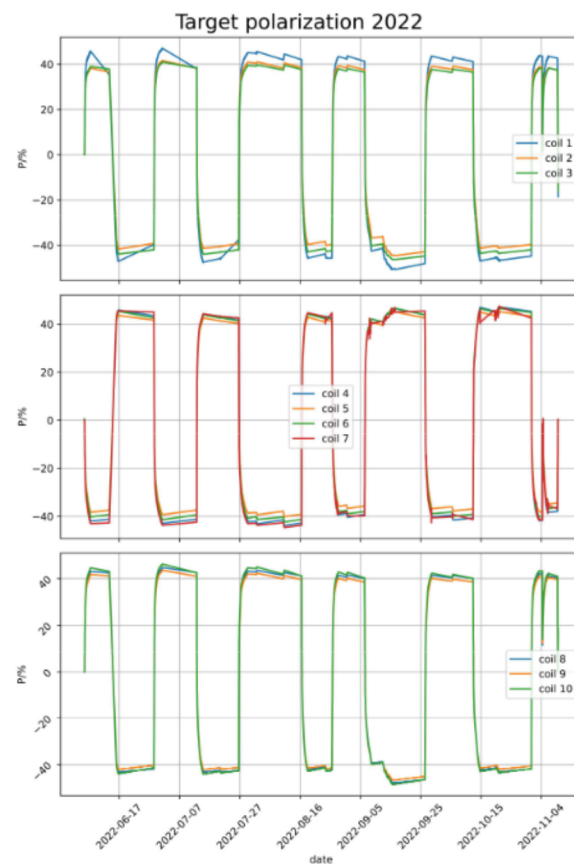 Target polarization 2022
P/%
40
20
0
−20
−40
coil 1
coil 2
coil 3
P/%
40
20
0
−20
−40
coil 4
coil 5
coil 6
coil 7
P/%
40
20
0
−20
−40
coil 8
coil 9
coil 10
2022-06-17
2022-07-07
2022-07-27
2022-08-16
2022-09-05
2022-09-25
2022-10-15
2022-11-04
date